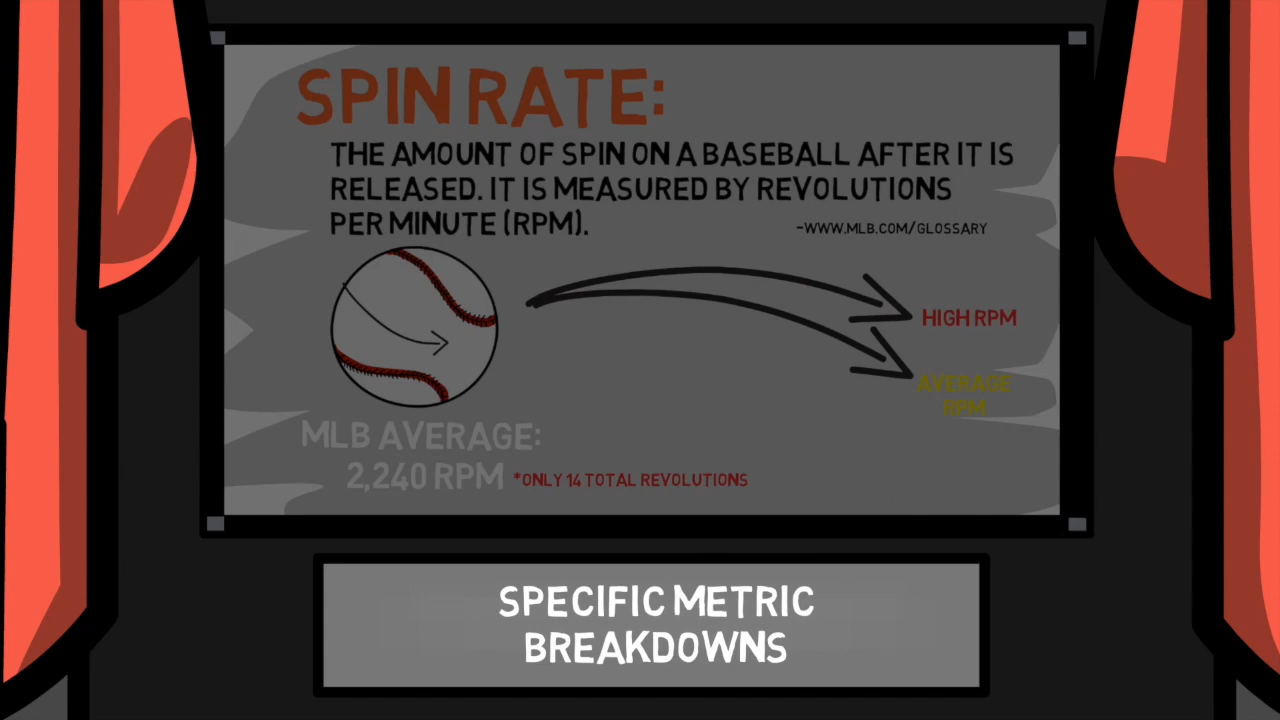 SPIN RATE:
THE AMOUNT OF SPIN ON A BASEBALL AFTER IT IS
RELEASED. IT IS MEASURED BY REVOLUTIONS
PER MINUTE (RPM).
-WWW.MLB.COM/GLOSSARY
HIGH RPM
AVERAGE
RPM
MLB AVERAGE:
2,240 RPM *ONLY 14 TOTAL REVOLUTIONS
SPECIFIC METRIC
BREAKDOWNS